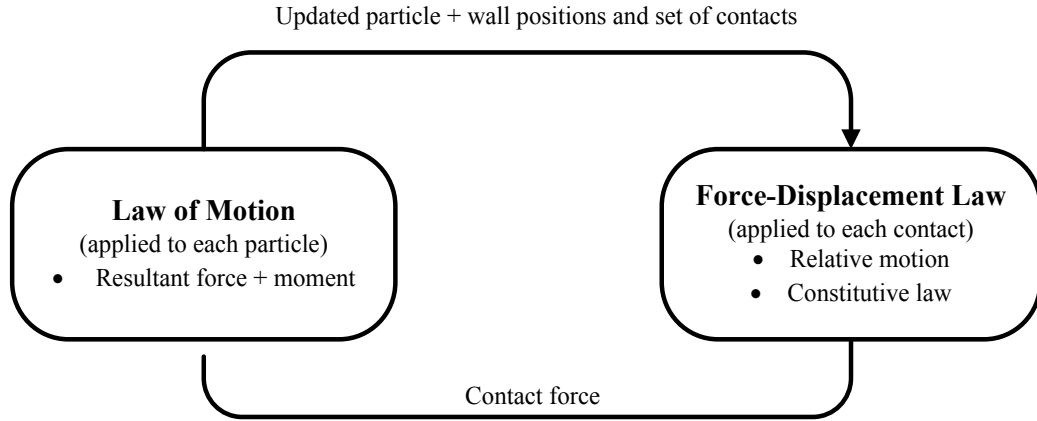 Updated particle + wall positions and set of contacts
Law of Motion
(applied to each particle)
• Resultant force + moment
Force-Displacement Law
(applied to each contact)
• Relative motion
• Constitutive law
Contact force